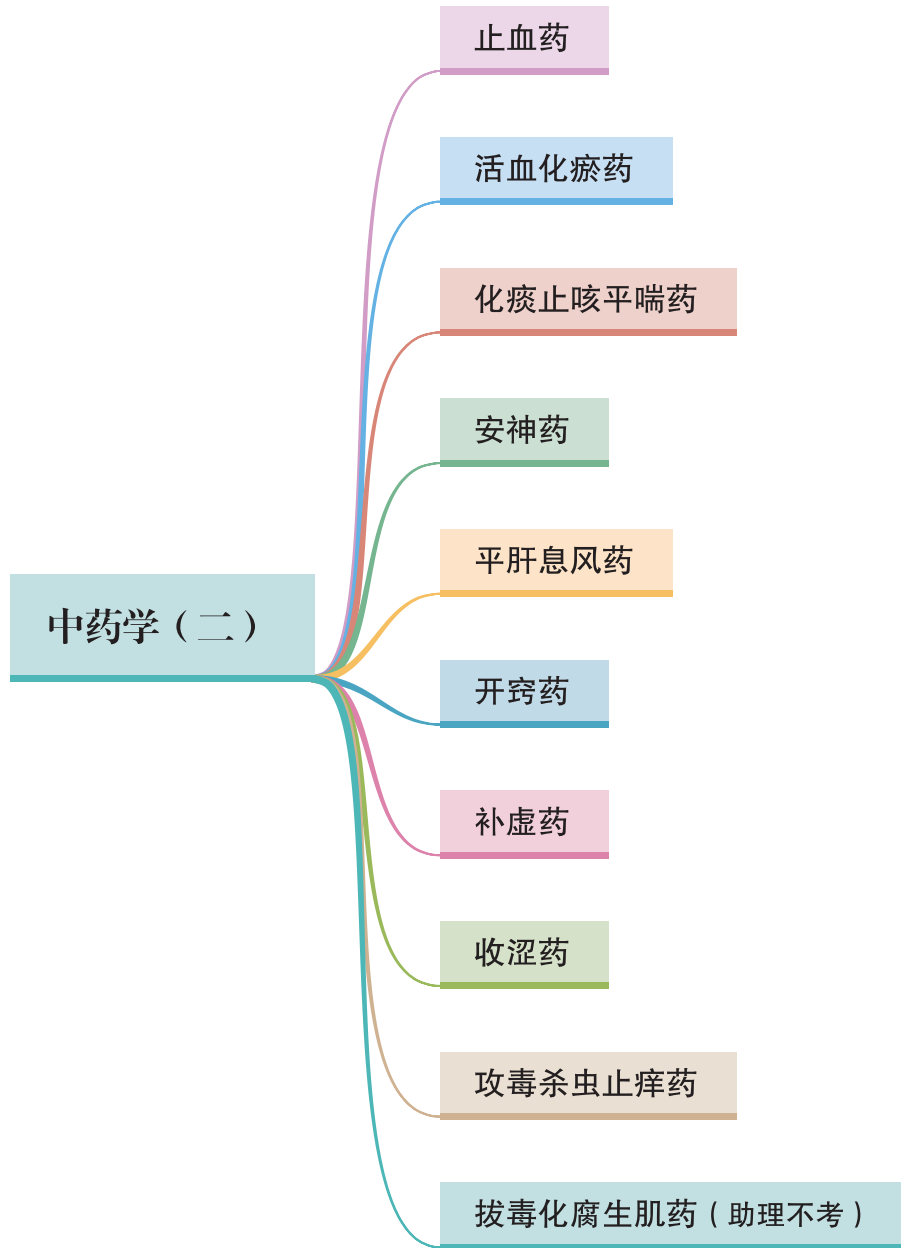 止血药
活血化瘀药
化痰止咳平喘药
安神药
平肝息风药
中药学（二）
开窍药
补虚药
收涩药
攻毒杀虫止痒药
拔毒化腐生肌药（助理不考）